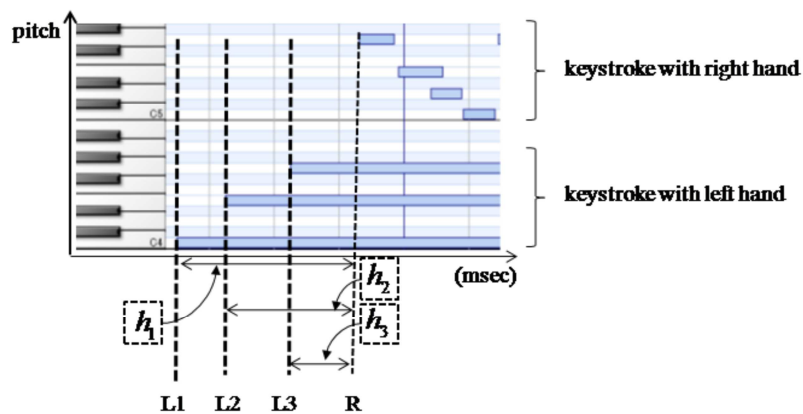 pitch
keystroke with right hand
C5
keystroke with left hand
C4
(msec)
h2
h1
h3
L1 L2 L3 R